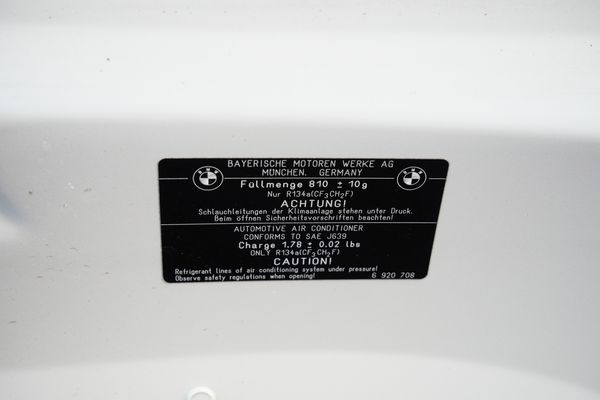 BAYERISCHE MOTOREN WERKE AG
MÜNCHEN, GERMANY
Füllmenge 810 ± 10g
Nur R134a(CF₃CH₂F)
ACHTUNG!
Schlauchleitungen der Klimaanlage stehen unter Druck.
Beim öffnen Sicherheitsvorschriften beachten!
AUTOMOTIVE AIR CONDITIONER
CONFORMS TO SAE J639
Charge 1.78 ± 0.02 lbs
ONLY R134a(CF₃CH₂F)
CAUTION!
Refrigerant lines of air conditioning system under pressure!
Observe safety regulations when opening!
6 920 708